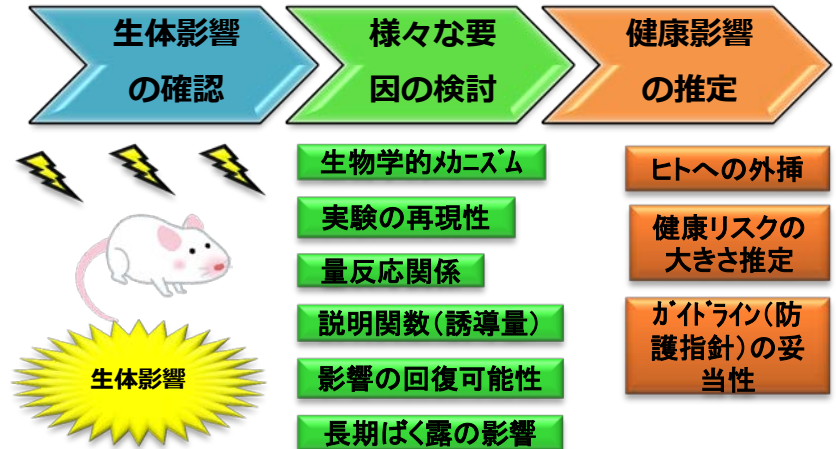 生体影響
の確認
様々な要
因の検討
健康影響
の推定
生物学的ﾒｶﾆｽﾞﾑ
実験の再現性
量反応関係
説明関数（誘導量）
影響の回復可能性
長期ばく露の影響
生体影響
ヒトへの外挿
健康リスクの
大きさ推定
ｶﾞｲﾄﾞﾗｲﾝ（防
護指針）の妥
当性